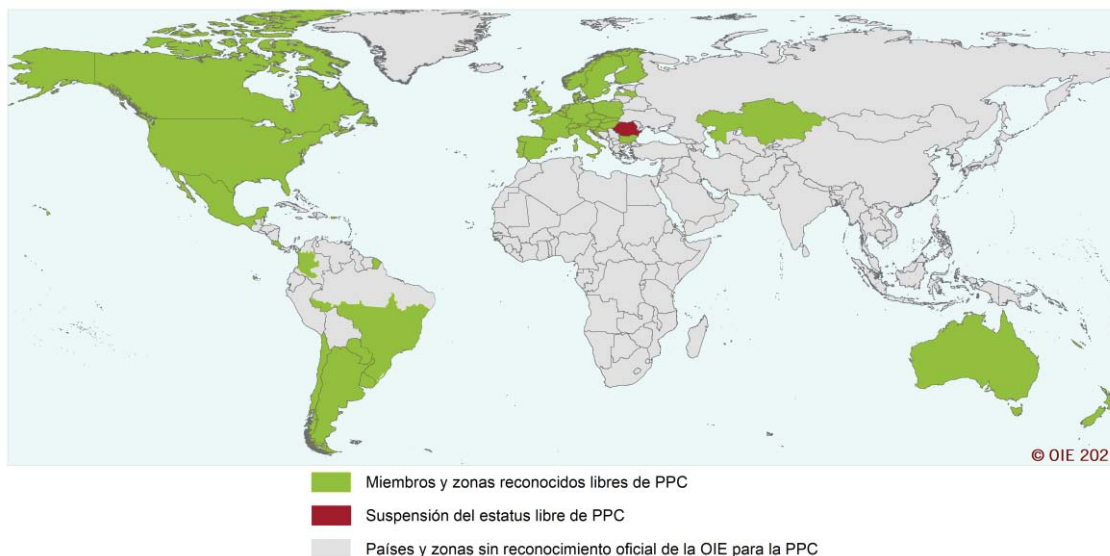 © OIE 202
Miembros y zonas reconocidos libres de PPC
Suspensión del estatus libre de PPC
Países y zonas sin reconocimiento oficial de la OIE para la PPC